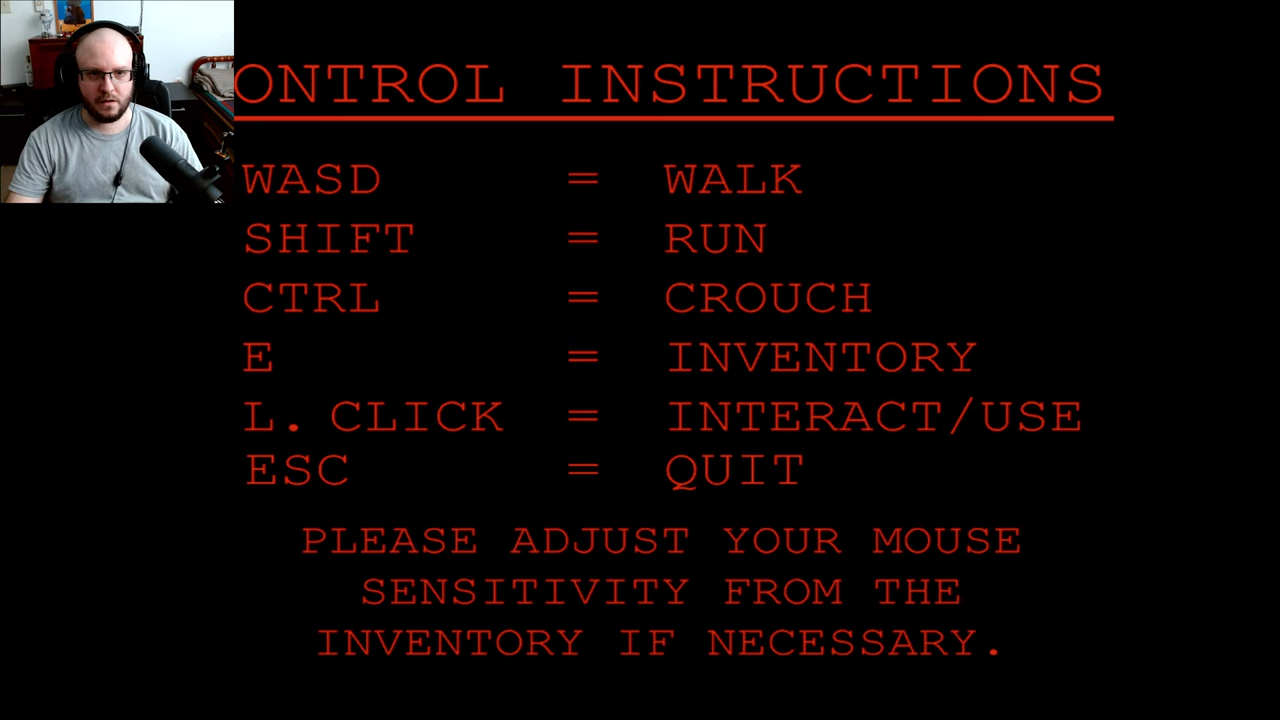 ONTROL INSTRUCTIONS
WASD = WALK
SHIFT = RUN
CTRL = CROUCH
E = INVENTORY
L. CLICK = INTERACT/USE
ESC = QUIT
PLEASE ADJUST YOUR MOUSE
SENSITIVITY FROM THE
INVENTORY IF NECESSARY.